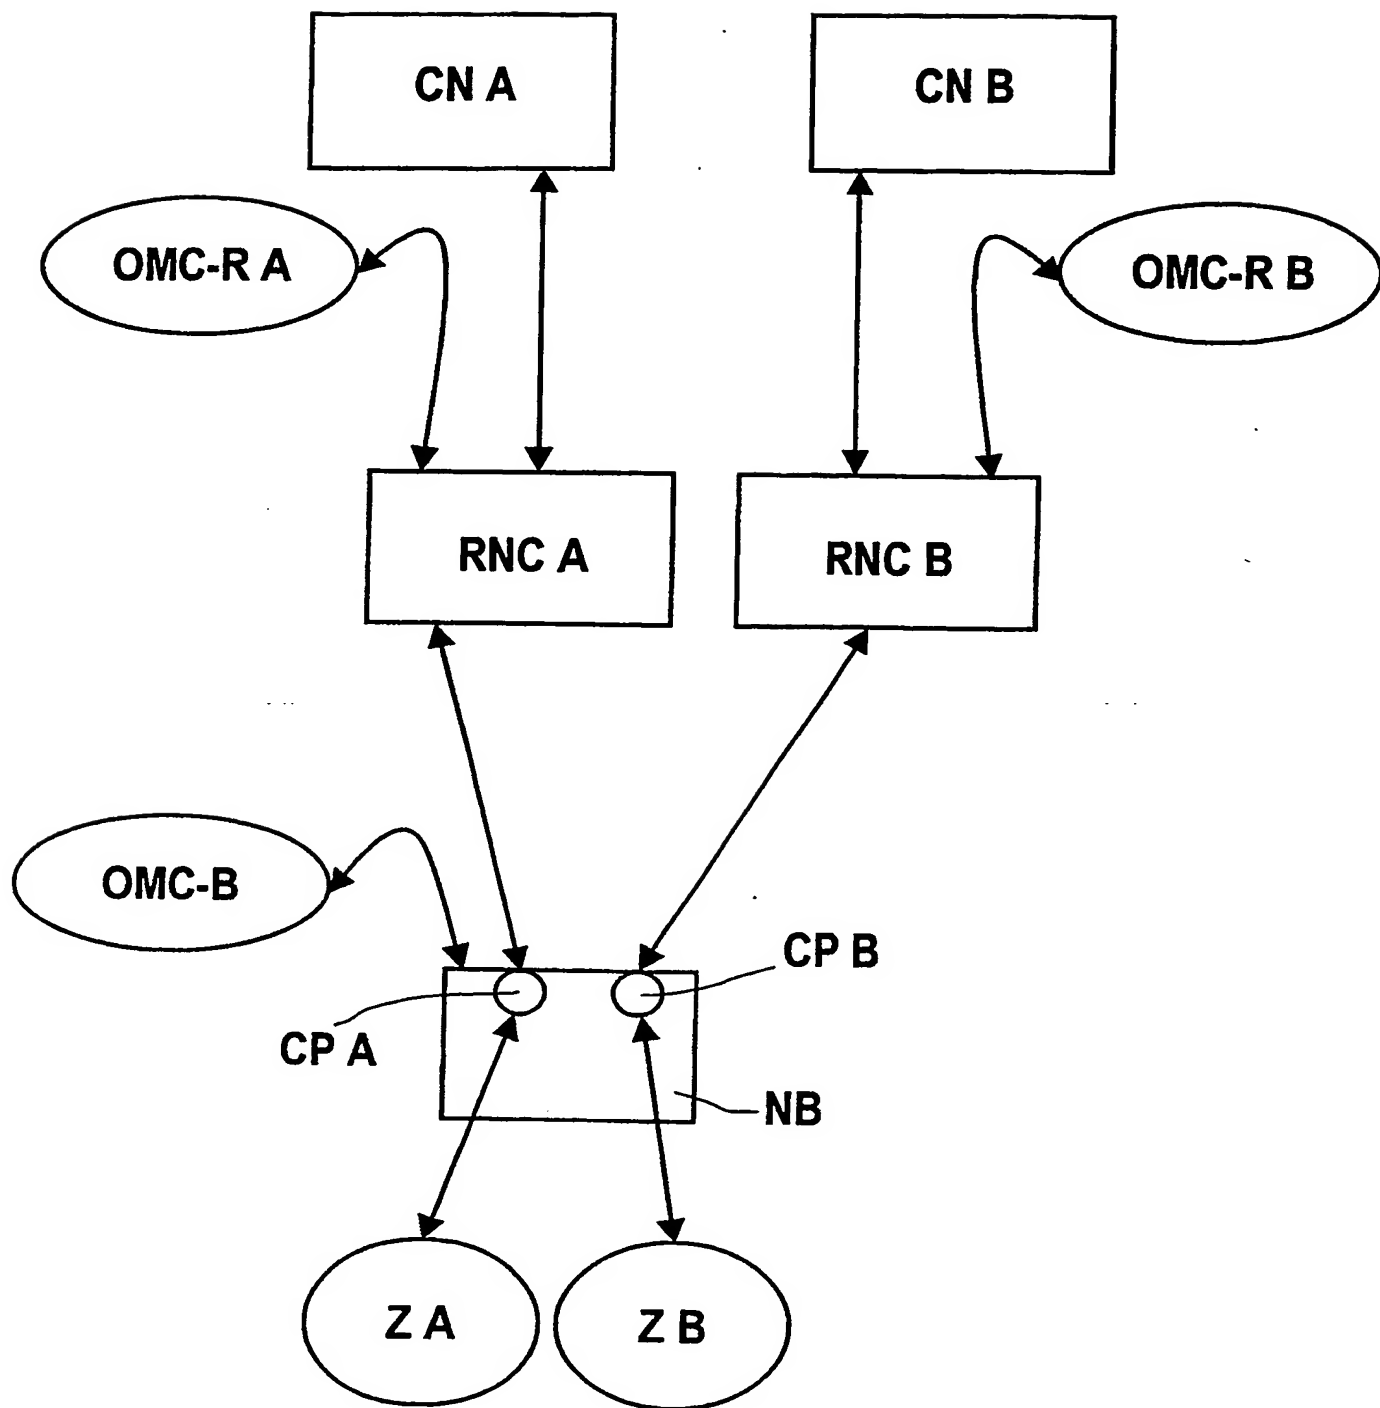 CN A
CN B
OMC-R A
OMC-R B
RNC A
RNC B
OMC-B
CP B
CP A
NB
Z A
Z B